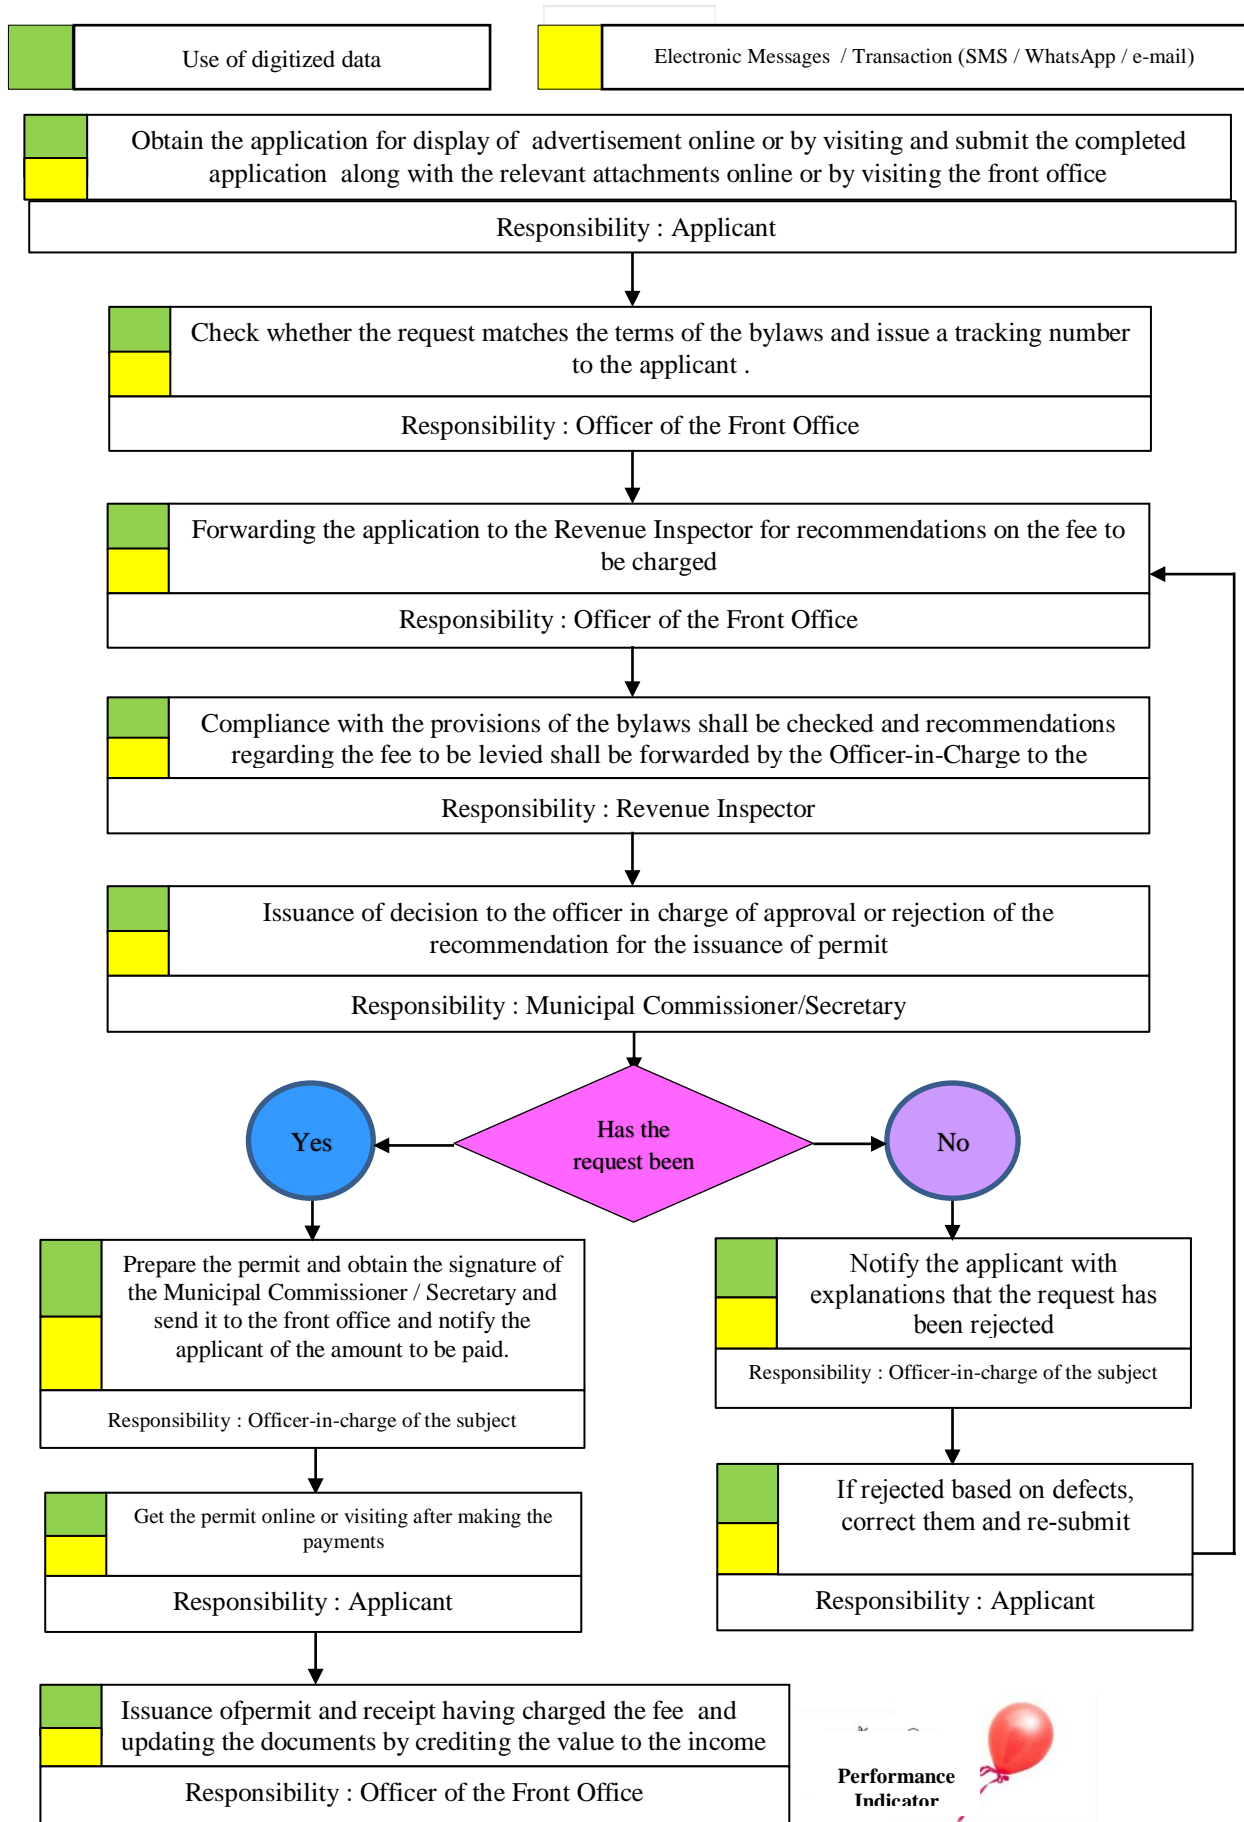 Use of digitized data
Electronic Messages / Transaction (SMS / WhatsApp / e-mail)
Obtain the application for display of advertisement online or by visiting and submit the completed
application along with the relevant attachments online or by visiting the front office
Responsibility : Applicant
Check whether the request matches the terms of the bylaws and issue a tracking number
to the applicant .
Responsibility : Officer of the Front Office
Forwarding the application to the Revenue Inspector for recommendations on the fee to
be charged
Responsibility : Officer of the Front Office
Compliance with the provisions of the bylaws shall be checked and recommendations
regarding the fee to be levied shall be forwarded by the Officer-in-Charge to the
Responsibility : Revenue Inspector
Issuance of decision to the officer in charge of approval or rejection of the
recommendation for the issuance of permit
Responsibility : Municipal Commissioner/Secretary
Has the
request been
Yes
No
Prepare the permit and obtain the signature of
the Municipal Commissioner / Secretary and
send it to the front office and notify the
applicant of the amount to be paid.
Responsibility : Officer-in-charge of the subject
Notify the applicant with
explanations that the request has
been rejected
Responsibility : Officer-in-charge of the subject
Get the permit online or visiting after making the
payments
Responsibility : Applicant
If rejected based on defects,
correct them and re-submit
Responsibility : Applicant
Issuance ofpermit and receipt having charged the fee and
updating the documents by crediting the value to the income
Responsibility : Officer of the Front Office
Performance
Indicator